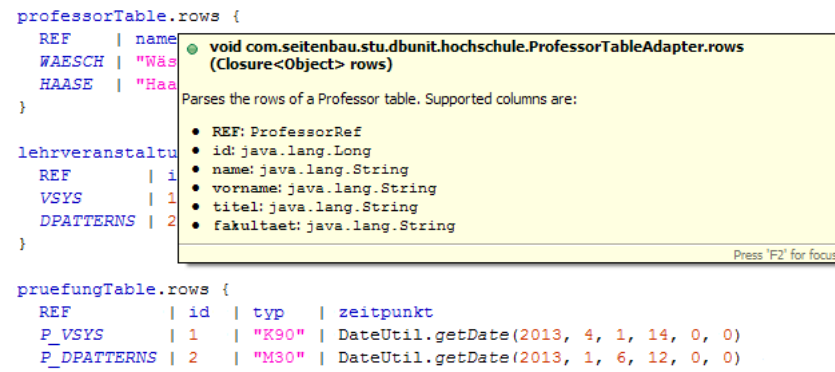 professorTable.rows {
REF | name
WAESCH | "Wäs
HAASE | "Haa
}
void com.seitenbau.stu.dbunit.hochschule.ProfessorTableAdapter.rows
(Closure<Object> rows)
Parses the rows of a Professor table. Supported columns are:
• REF: ProfessorRef
• id: java.lang.Long
• name: java.lang.String
• vorname: java.lang.String
• titel: java.lang.String
• fakultaet: java.lang.String
Press 'F2' for focus
lehrveranstaltu
REF | i
VSYS | 1
DPATTERNS | 2
}
pruefungTable.rows {
REF | id | typ | zeitpunkt
P_VSYS | 1 | "K90" | DateUtil.getDate(2013, 4, 1, 14, 0, 0)
P_DPATTERNS | 2 | "M30" | DateUtil.getDate(2013, 1, 6, 12, 0, 0)